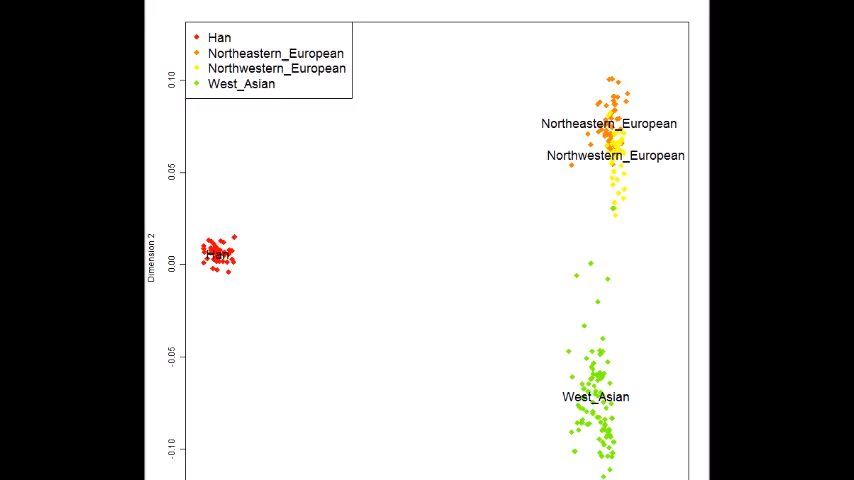 Han
Northeastern_European
Northwestern_European
West_Asian
0.10
Northeastern_European
Northwestern_European
0.05
Dimension 2
Han
0.00
-0.05
West_Asian
-0.10